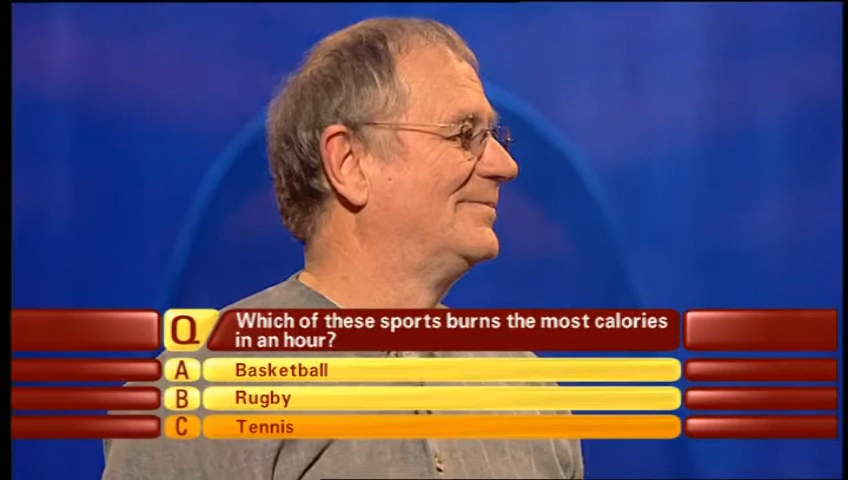 Q Which of these sports burns the most calories
in an hour?
A Basketball
B Rugby
C Tennis